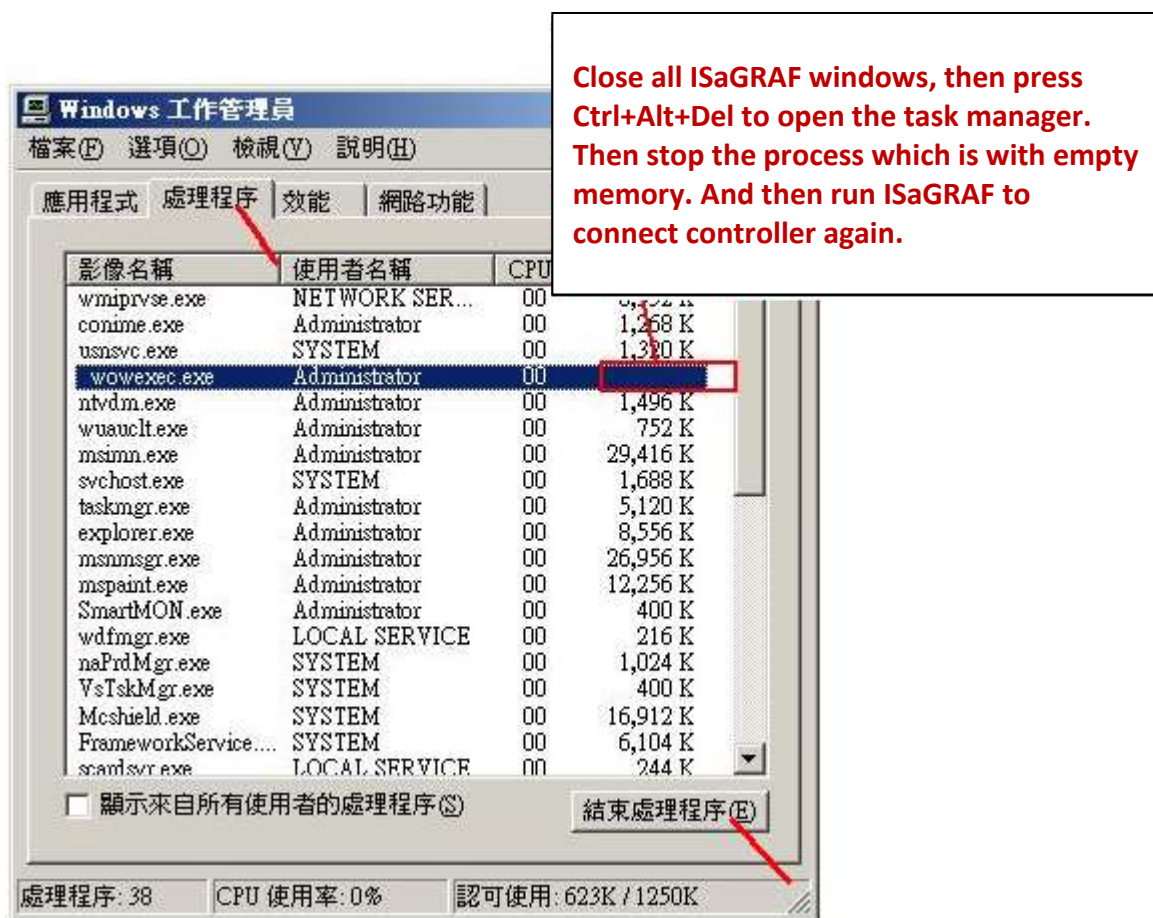 Close all ISaGRAF windows, then press
Ctrl+Alt+Del to open the task manager.
Then stop the process which is with empty
memory. And then run ISaGRAF to
connect controller again.
Windows 工作管理員
檔案(F) 選項(O) 檢視(V) 說明(H)
應用程式 處理程序 效能 網路功能
影像名稱 使用者名稱 CPU
wmiprvse.exe NETWORK SER... 00
conime.exe Administrator 00 1,268 K
usnsvc.exe SYSTEM 00 1,320 K
wowexec.exe Administrator 00
ntvdm.exe Administrator 00 1,496 K
wuauclt.exe Administrator 00 752 K
msimn.exe Administrator 00 29,416 K
svchost.exe SYSTEM 00 1,688 K
taskmgr.exe Administrator 00 5,120 K
explorer.exe Administrator 00 8,556 K
msnmsgr.exe Administrator 00 26,956 K
mspaint.exe Administrator 00 12,256 K
SmartMON.exe Administrator 00 400 K
wdfmgr.exe LOCAL SERVICE 00 216 K
naPrdMgr.exe SYSTEM 00 1,024 K
VsTskMgr.exe SYSTEM 00 400 K
Mcshield.exe SYSTEM 00 16,912 K
FrameworkService.... SYSTEM 00 6,104 K
scardsvr.exe LOCAL SERVICE 00 244 K
顯示來自所有使用者的處理程序(S) 結束處理程序(E)
處理程序: 38 CPU 使用率: 0% 認可使用: 623K / 1250K